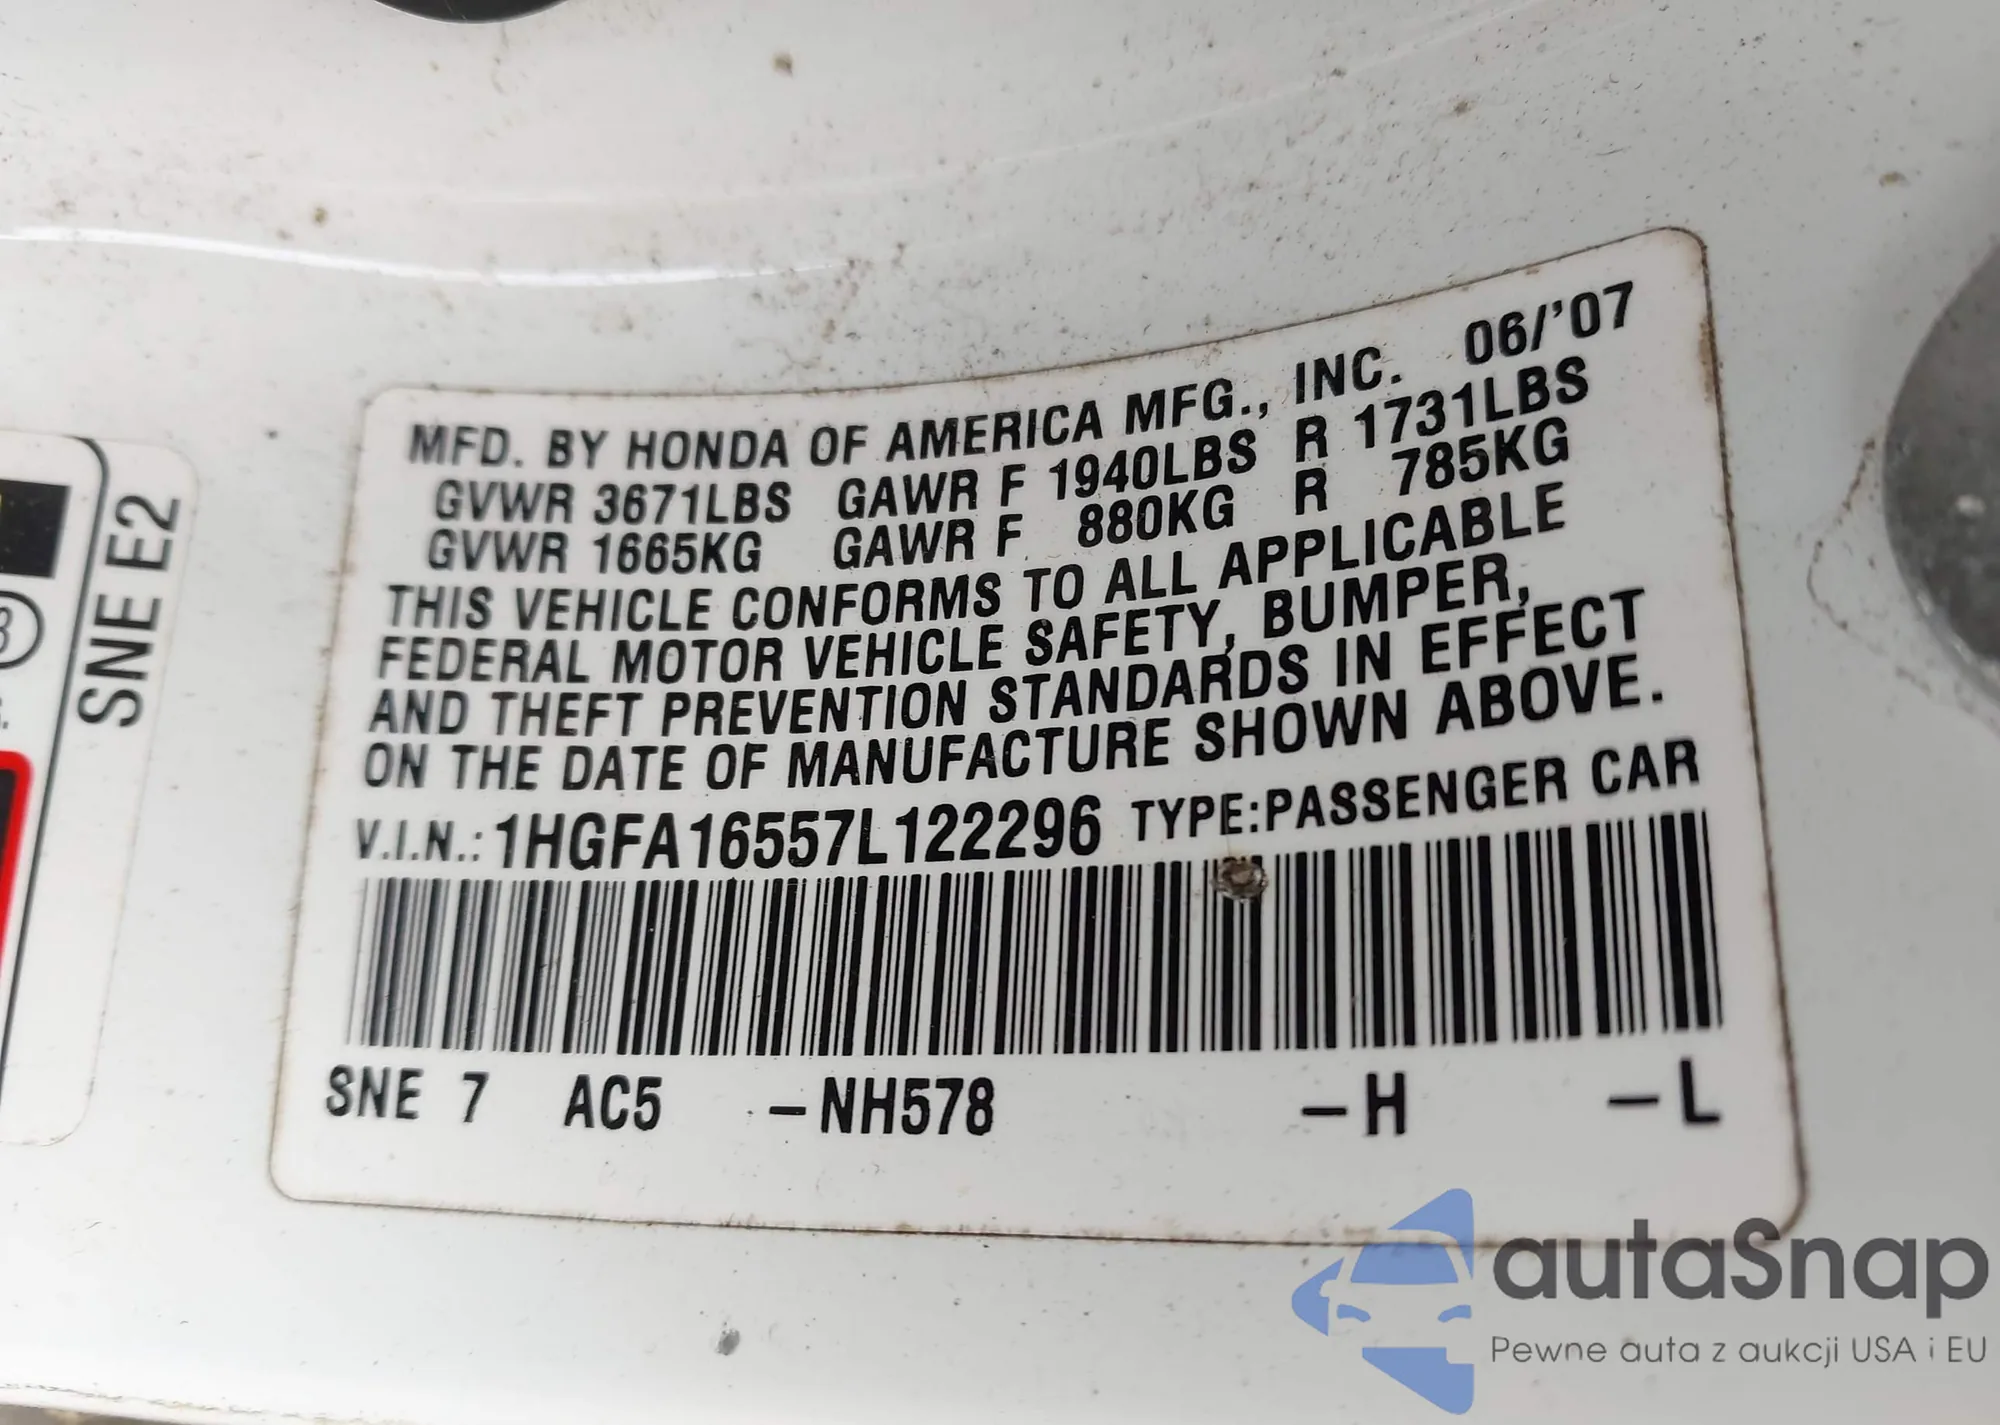 MFD. BY HONDA OF AMERICA MFG., INC. 06/'07
GVWR 3671LBS GAWR F 1940LBS R 1731LBS
GVWR 1665KG GAWR F 880KG R 785KG
THIS VEHICLE CONFORMS TO ALL APPLICABLE
FEDERAL MOTOR VEHICLE SAFETY, BUMPER,
AND THEFT PREVENTION STANDARDS IN EFFECT
ON THE DATE OF MANUFACTURE SHOWN ABOVE.
V.I.N.: 1HGFA16557L122296 TYPE:PASSENGER CAR
SNE 7 AC5 -NH578 -H -L
SNE E2
autaSnap
Pewne auta z aukcji USA i EU